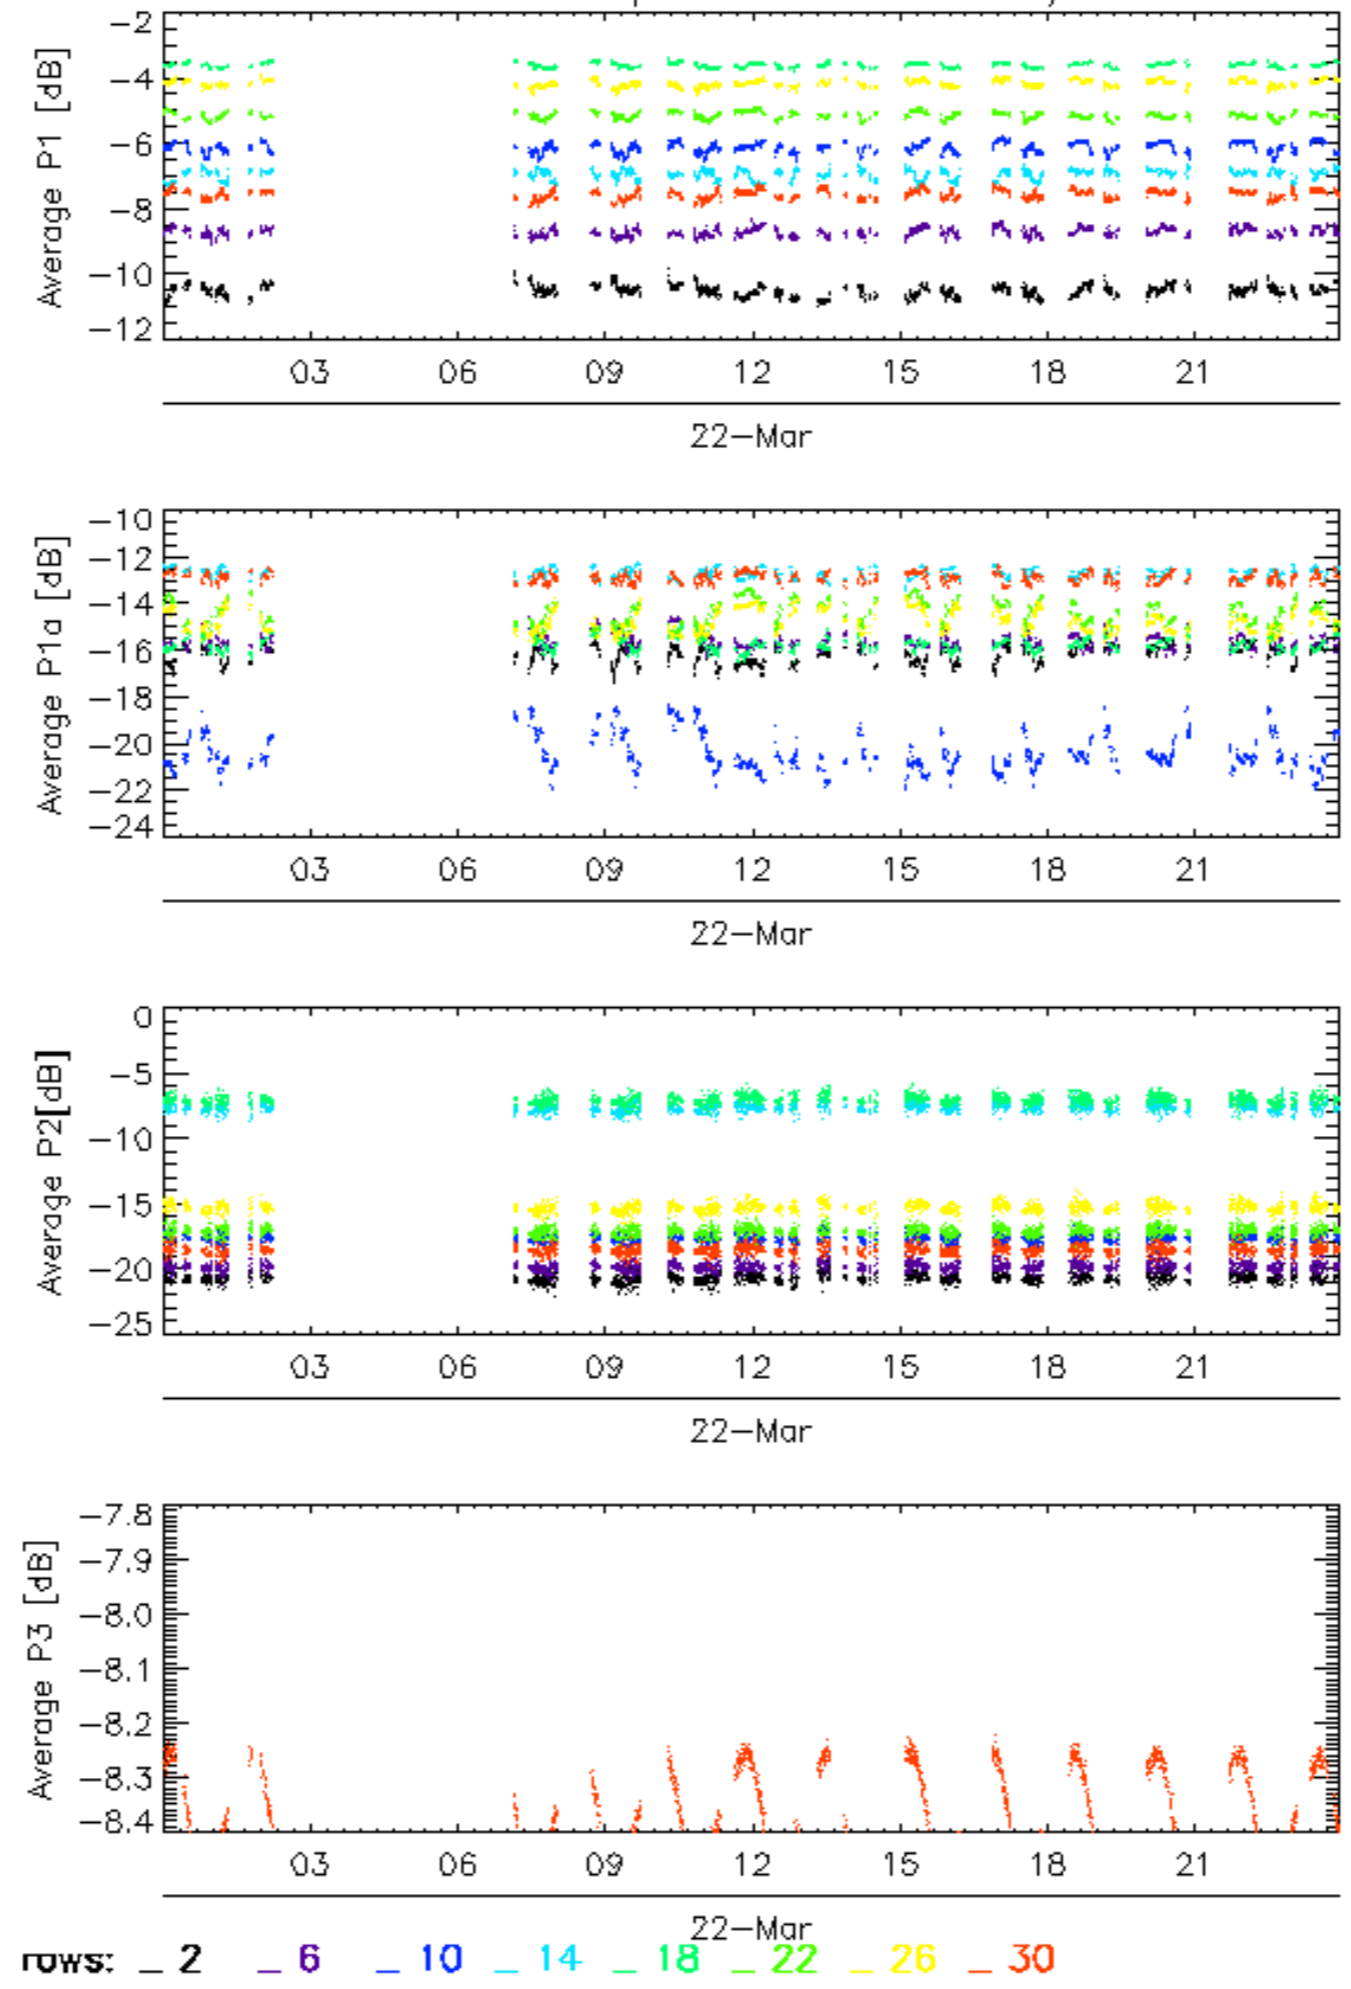 Average P1 [dB]
-2
-4
-6
-8
-10
-12
03 06 09 12 15 18 21
22-Mar
Average P1a [dB]
-10
-12
-14
-16
-18
-20
-22
-24
03 06 09 12 15 18 21
22-Mar
Average P2[dB]
0
-5
-10
-15
-20
-25
03 06 09 12 15 18 21
22-Mar
Average P3 [dB]
-7.8
-7.9
-8.0
-8.1
-8.2
-8.3
-8.4
03 06 09 12 15 18 21
22-Mar
rows: _ 2 _ 6 _ 10 _ 14 _ 18 _ 22 _ 26 _ 30